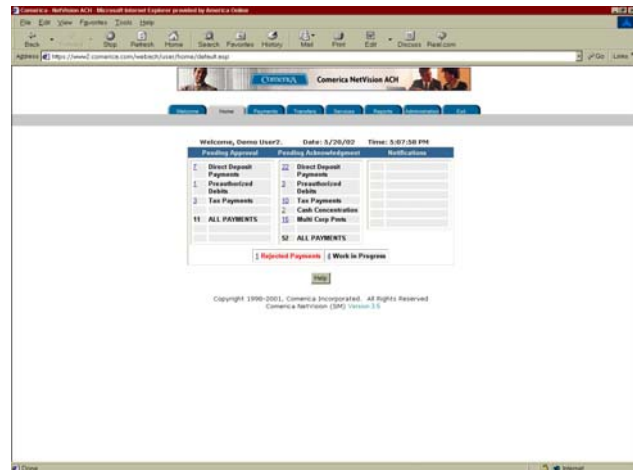 Comerica - NetVision ACH - Microsoft Internet Explorer provided by America Online
File Edit View Favorites Tools Help
Back Stop Refresh Home Search Favorites History Mail Print Edit Discuss Real.com
Address https://www2.comerica.com/webach/user/home/default.asp Go Links
Comerica Comerica NetVision ACH
Welcome Home Payments Transfers Services Reports Administration Exit
Welcome, Demo User2. Date: 5/20/02 Time: 5:07:58 PM
Pending Approval Pending Acknowledgment Notifications
7 Direct Deposit Payments 22 Direct Deposit Payments
1 Preauthorized Debits 3 Preauthorized Debits
3 Tax Payments 10 Tax Payments
2 Cash Concentration
11 ALL PAYMENTS 15 Multi Corp Pmts
52 ALL PAYMENTS
1 Rejected Payments 4 Work in Progress
Help
Copyright 1998-2001, Comerica Incorporated. All Rights Reserved
Comerica NetVision (SM) Version 3.5
Done Internet